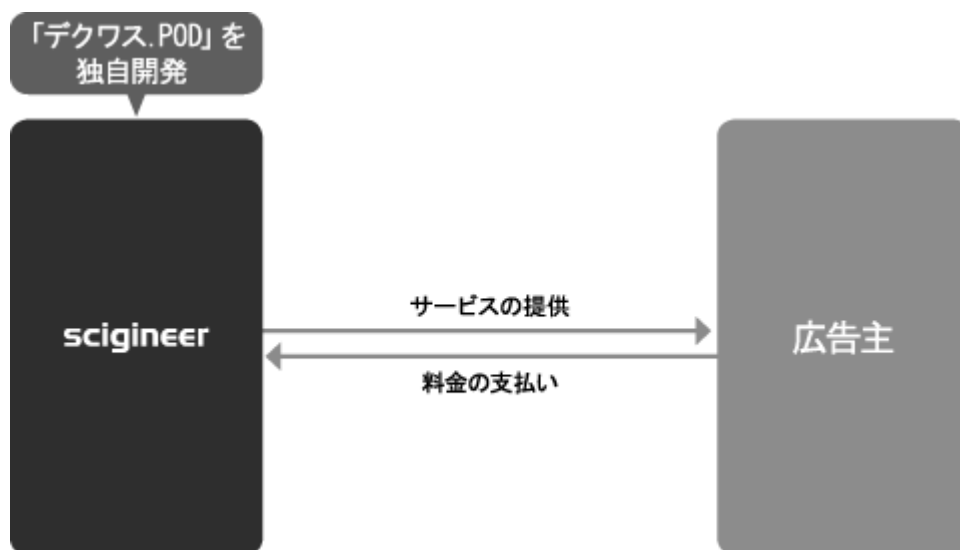 「デクワス.POD」を
独自開発
サービスの提供
scigineer
広告主
料金の支払い